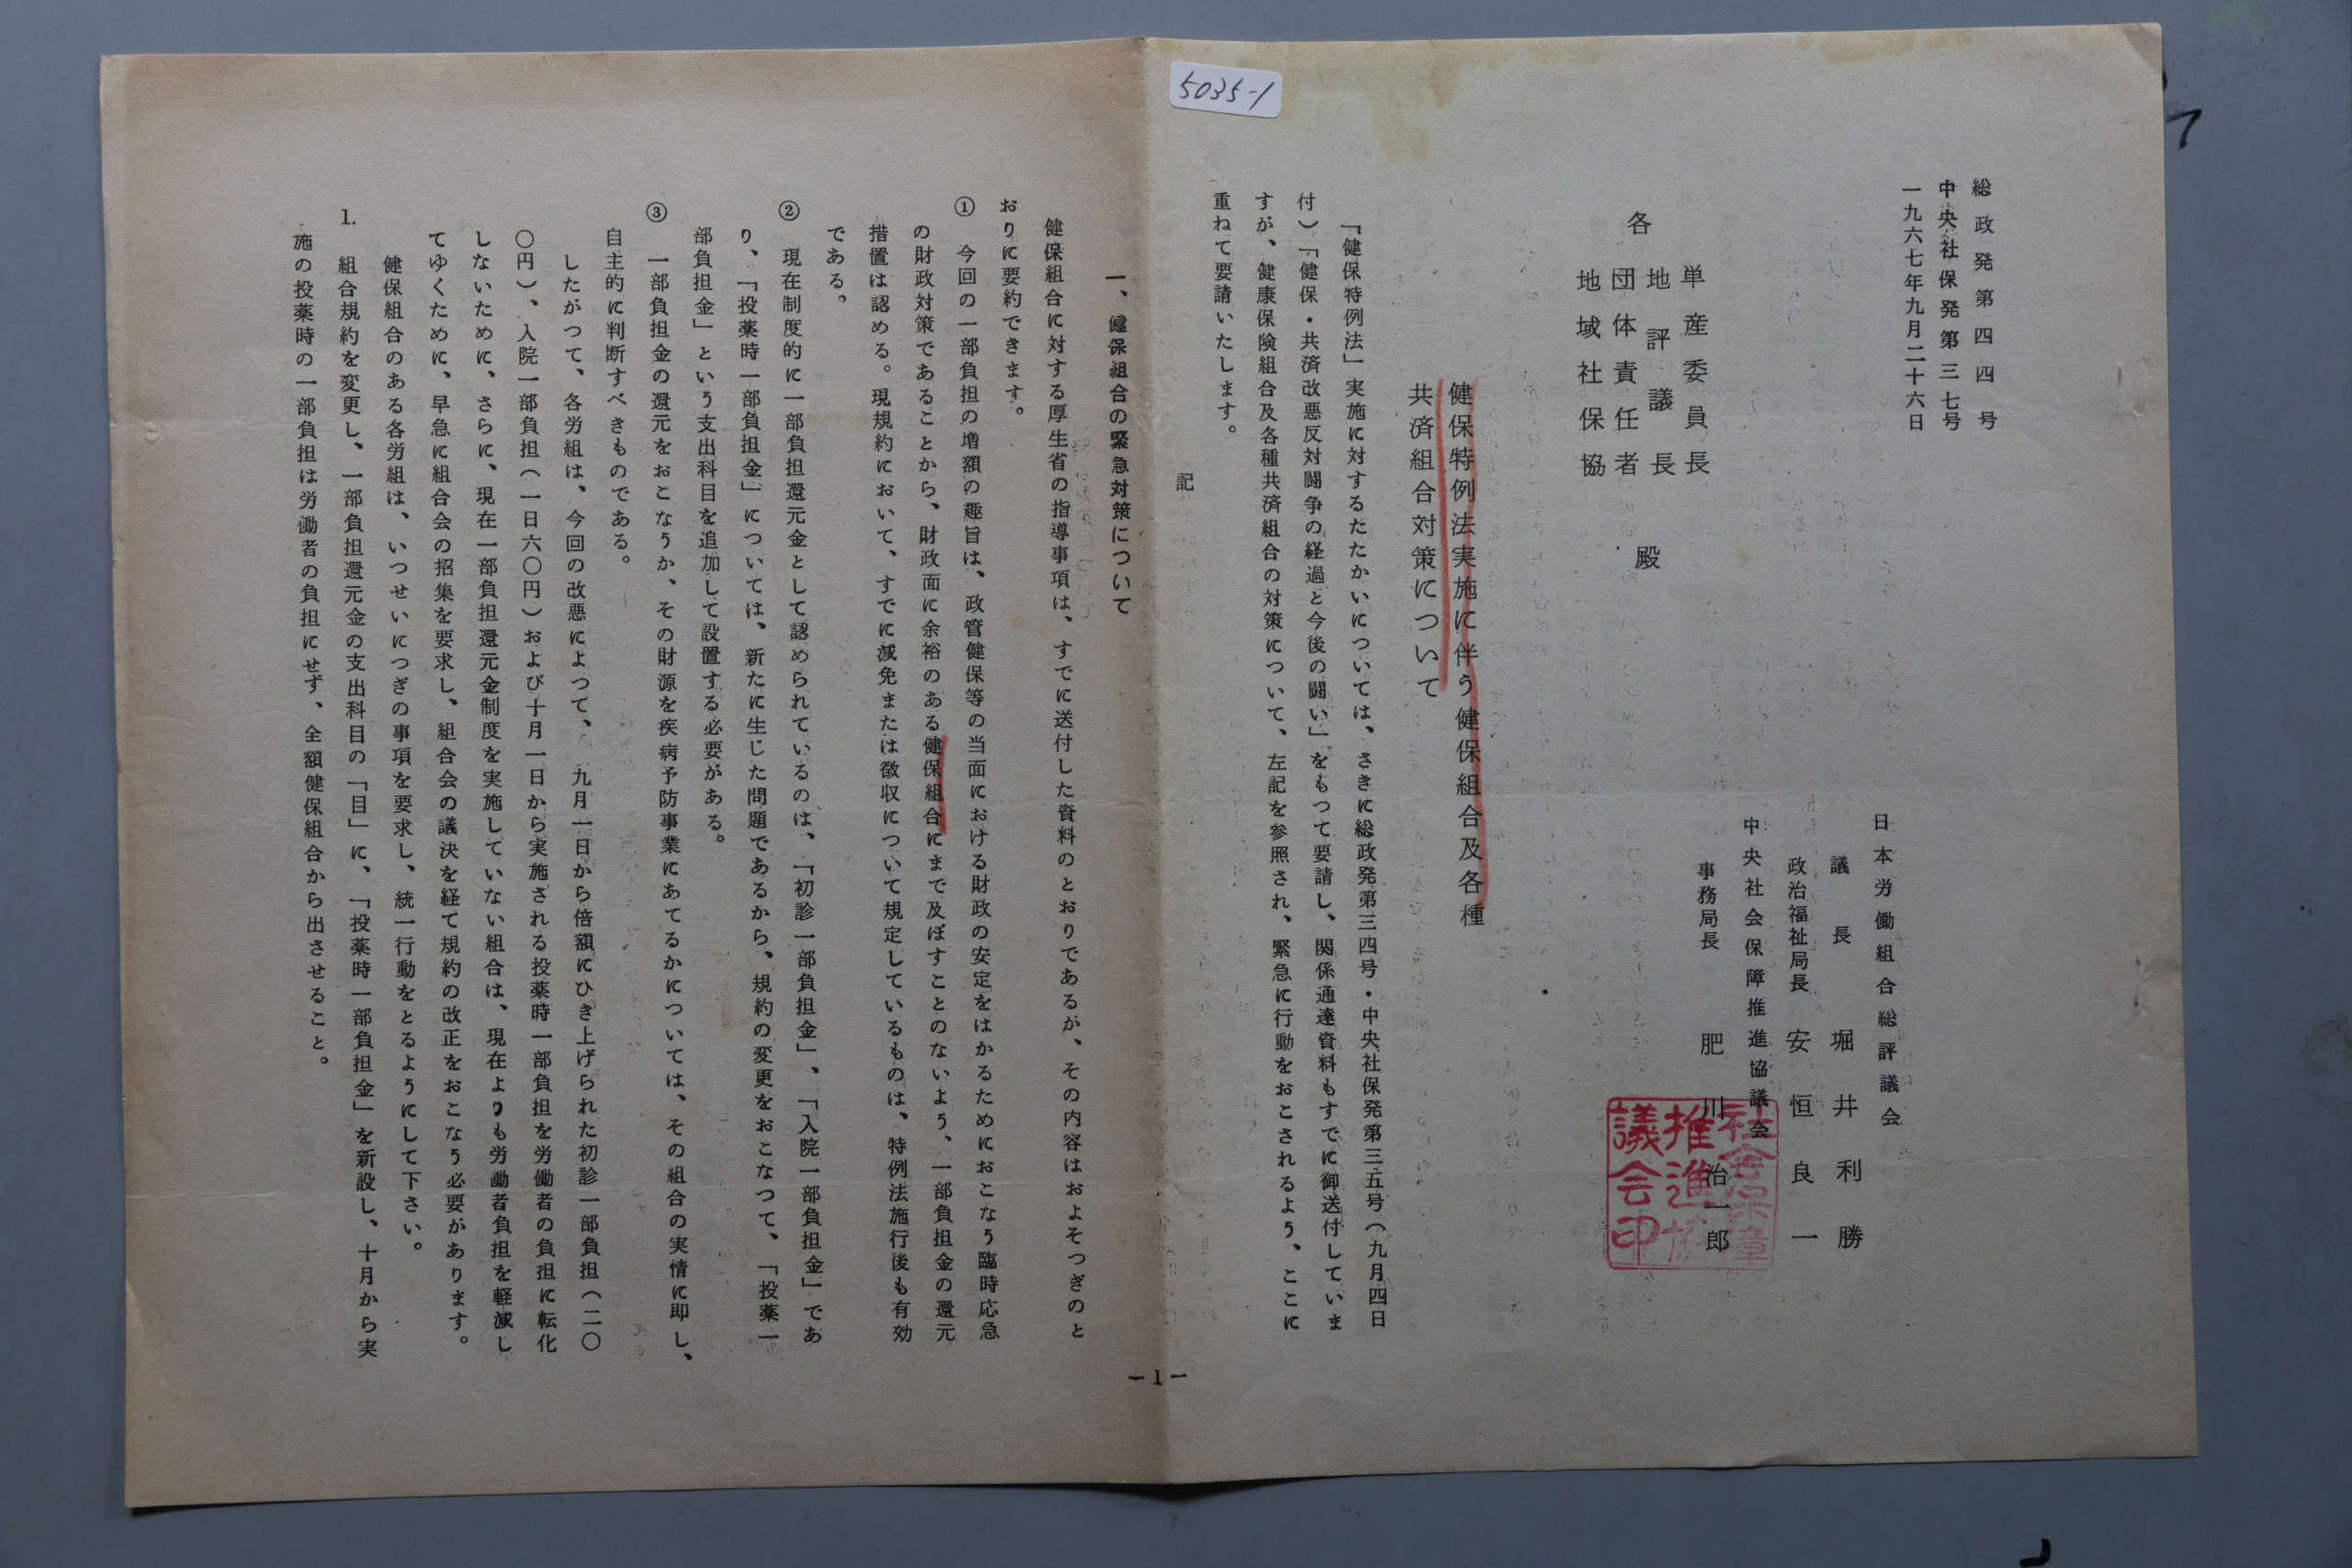 5035-1
総政発第四四号
中央社保発第三七号
一九六七年九月二十六日
日本労働組合総評議会
議長 堀井利勝
政治福祉局長 安恒良一
中央社会保障推進協議会
事務局長 肥川治一郎
社会保障
推進協
議会印
単産委員長
地評議長
各 団体責任者 殿
地域社保協
健保特例法実施に伴う健保組合及各種
共済組合対策について
「健保特例法」実施に対するたたかいについては、さきに総政発第三四号・中央社保発第三五号(九月四日
付)「健保・共済改悪反対闘争の経過と今後の闘い」をもつて要請し、関係通達資料もすでに御送付していま
すが、健康保険組合及各種共済組合の対策について、左記を参照され、緊急に行動をおこされるよう、ここに
重ねて要請いたします。
記
一、健保組合の緊急対策について
健保組合に対する厚生省の指導事項は、すでに送付した資料のとおりであるが、その内容はおよそつぎのと
おりに要約できます。
① 今回の一部負担の増額の趣旨は、政管健保等の当面における財政の安定をはかるためにおこなう臨時応急
の財政対策であることから、財政面に余裕のある健保組合にまで及ぼすことのないよう、一部負担金の還元
措置は認める。現規約において、すでに減免または徴収について規定しているものは、特例法施行後も有効
である。
② 現在制度的に一部負担還元金として認められているのは、「初診一部負担金」、「入院一部負担金」であ
り、「投薬時一部負担金」については、新たに生じた問題であるから、規約の変更をおこなつて、「投薬一
部負担金」という支出科目を追加して設置する必要がある。
③ 一部負担金の還元をおこなうか、その財源を疾病予防事業にあてるかについては、その組合の実情に即し、
自主的に判断すべきものである。
したがつて、各労組は、今回の改悪によつて、九月一日から倍額にひき上げられた初診一部負担(二〇
〇円)、入院一部負担(一日六〇円)および十月一日から実施される投薬時一部負担を労働者の負担に転化
しないために、さらに、現在一部負担還元金制度を実施していない組合は、現在よりも労働者負担を軽減し
てゆくために、早急に組合会の招集を要求し、組合会の議決を経て規約の改正をおこなう必要があります。
健保組合のある各労組は、いつせいにつぎの事項を要求し、統一行動をとるようにして下さい。
1. 組合規約を変更し、一部負担還元金の支出科目の「目」に、「投薬時一部負担金」を新設し、十月から実
施の投薬時の一部負担は労働者の負担にせず、全額健保組合から出させること。
—1—